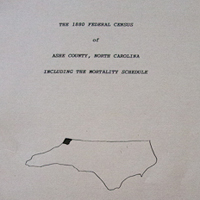 THE 1880 FEDERAL CENSUS
of
ASHE COUNTY, NORTH CAROLINA
INCLUDING THE MORTALITY SCHEDULE